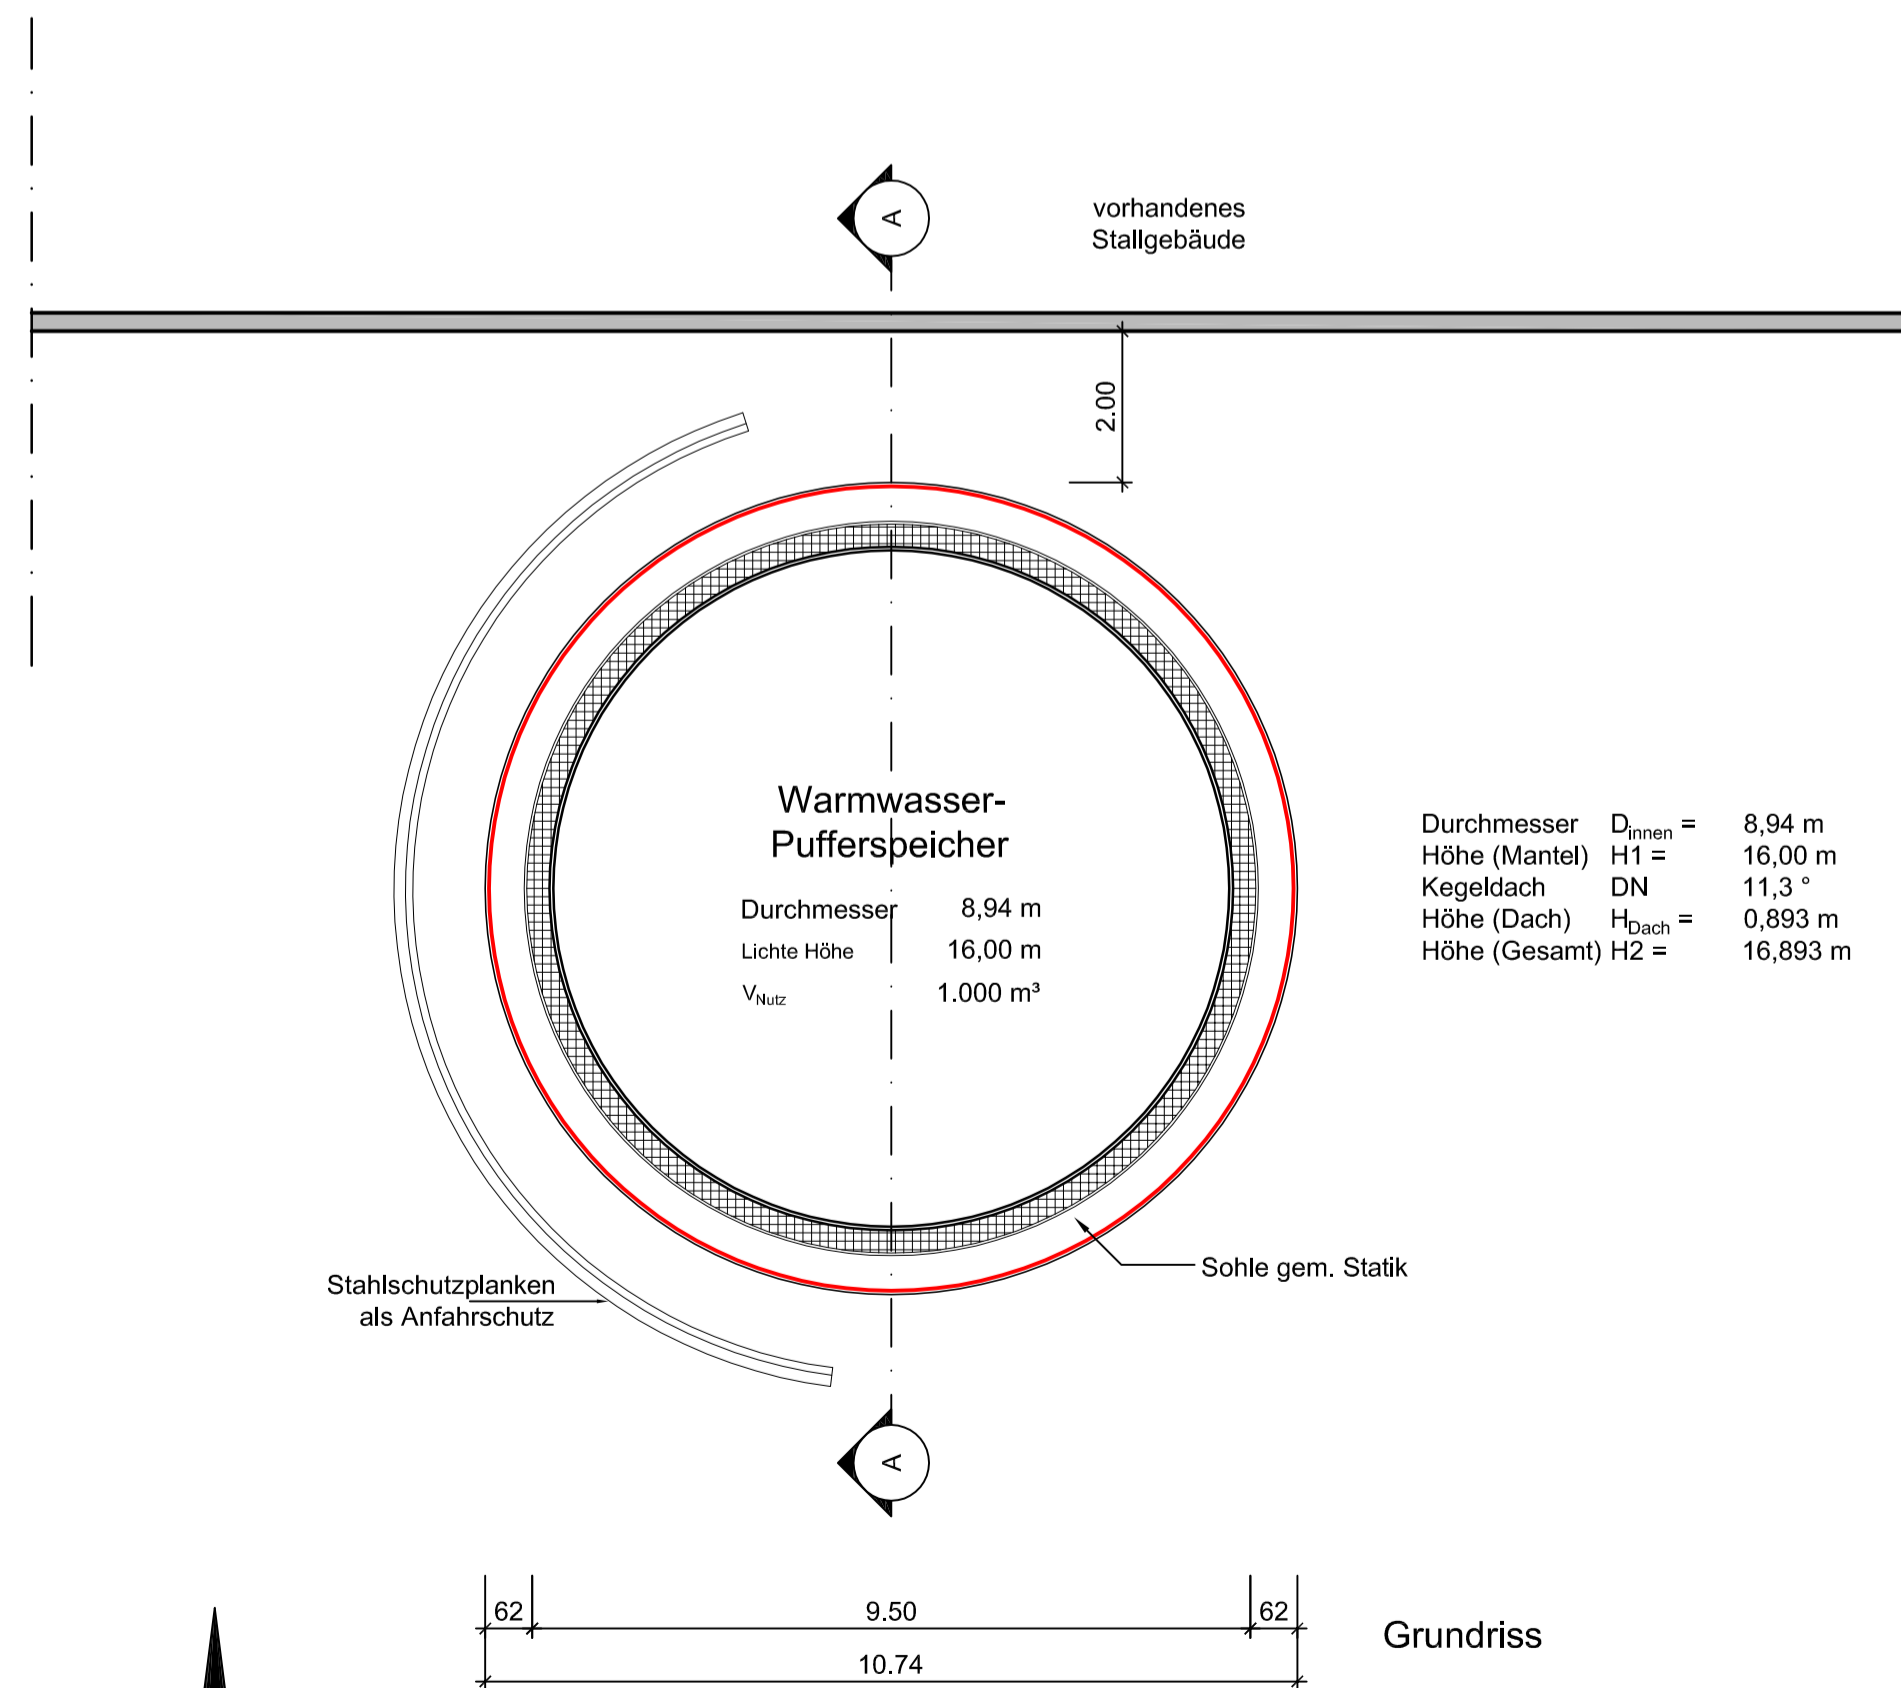 A
vorhandenes
Stallgebäude
2.00
Warmwasser-
Pufferspeicher
Durchmesser 8,94 m
Lichte Höhe 16,00 m
VNutz 1.000 m³
Durchmesser Dinnen = 8,94 m
Höhe (Mantel) H1 = 16,00 m
Kegeldach DN 11,3 °
Höhe (Dach) HDach = 0,893 m
Höhe (Gesamt) H2 = 16,893 m
Sohle gem. Statik
Stahlschutzplanken
als Anfahrschutz
A
62 9.50 62
Grundriss
10.74